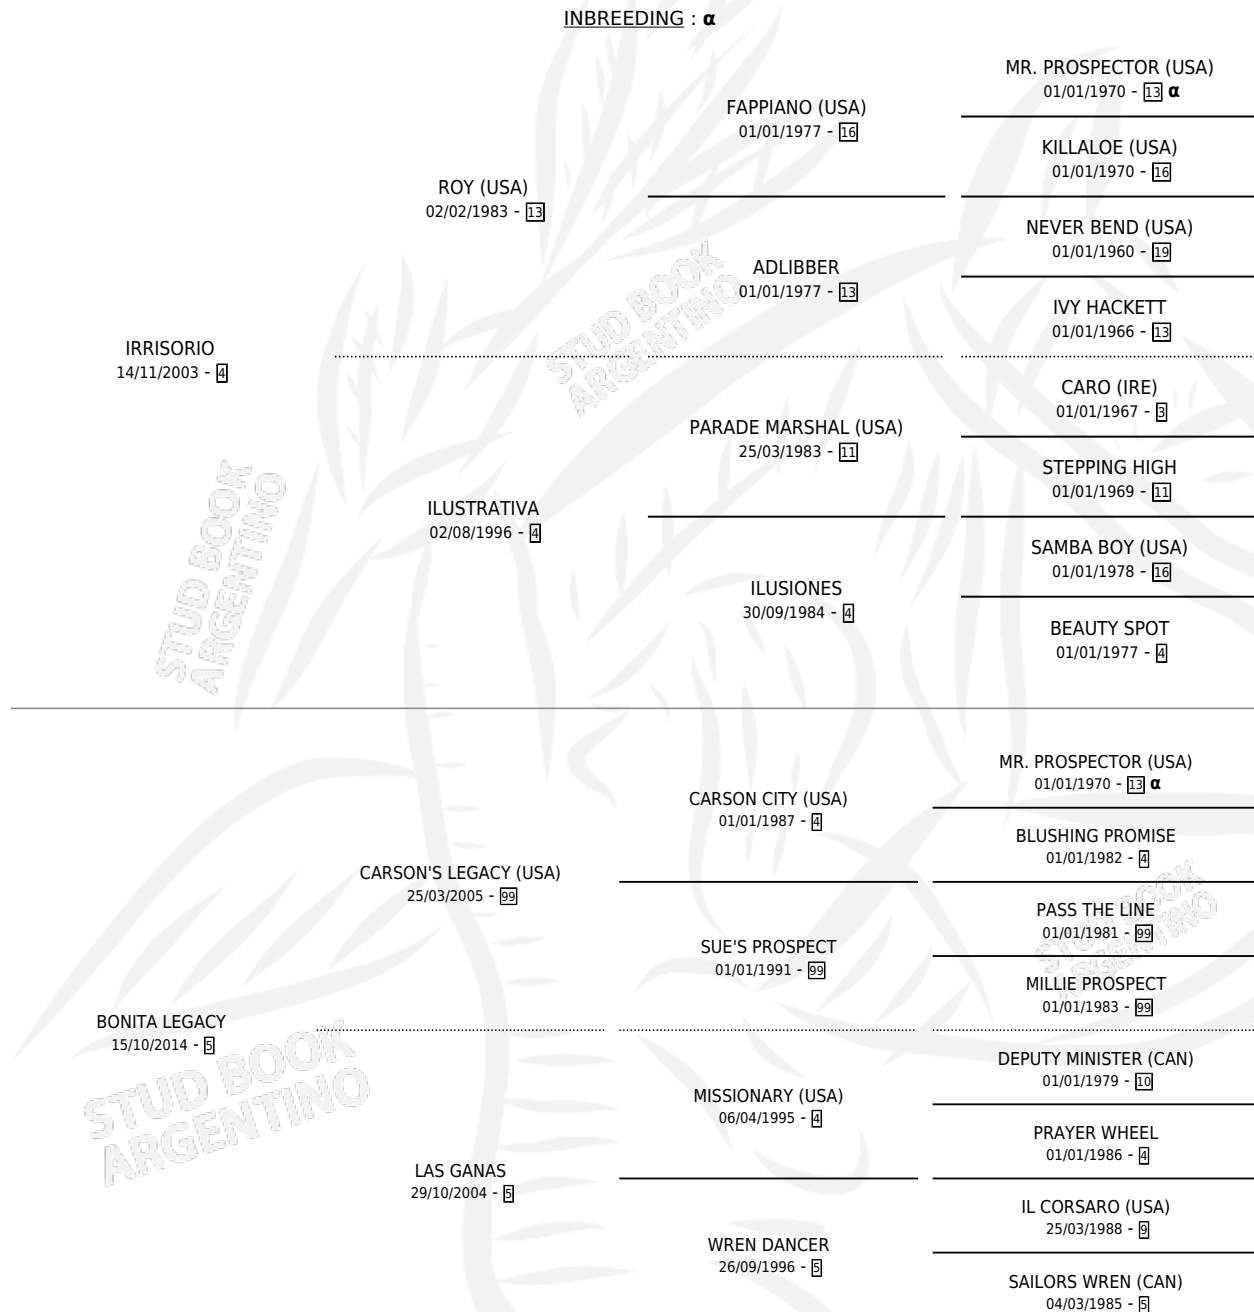 INBREEDING : α
MR. PROSPECTOR (USA)
01/01/1970 - 13 α
FAPPIANO (USA)
01/01/1977 - 16
KILLALOE (USA)
01/01/1970 - 16
ROY (USA)
02/02/1983 - 13
NEVER BEND (USA)
01/01/1960 - 19
ADLIBBER
01/01/1977 - 13
IVY HACKETT
01/01/1966 - 13
IRRISORIO
14/11/2003 - 4
CARO (IRE)
01/01/1967 - 3
PARADE MARSHAL (USA)
25/03/1983 - 11
STEPPING HIGH
01/01/1969 - 11
ILUSTRATIVA
02/08/1996 - 4
SAMBA BOY (USA)
01/01/1978 - 16
ILUSIONES
30/09/1984 - 4
BEAUTY SPOT
01/01/1977 - 4
MR. PROSPECTOR (USA)
01/01/1970 - 13 α
CARSON CITY (USA)
01/01/1987 - 4
BLUSHING PROMISE
01/01/1982 - 4
CARSON'S LEGACY (USA)
25/03/2005 - 99
PASS THE LINE
01/01/1981 - 99
SUE'S PROSPECT
01/01/1991 - 99
MILLIE PROSPECT
01/01/1983 - 99
BONITA LEGACY
15/10/2014 - 5
DEPUTY MINISTER (CAN)
01/01/1979 - 10
MISSIONARY (USA)
06/04/1995 - 4
PRAYER WHEEL
01/01/1986 - 4
LAS GANAS
29/10/2004 - 5
IL CORSARO (USA)
25/03/1988 - 9
WREN DANCER
26/09/1996 - 5
SAILORS WREN (CAN)
04/03/1985 - 5
STUD BOOK
ARGENTINO
STUD BOOK
ARGENTINO
STUD BOOK
ARGENTINO
STUD BOOK
ARGENTINO